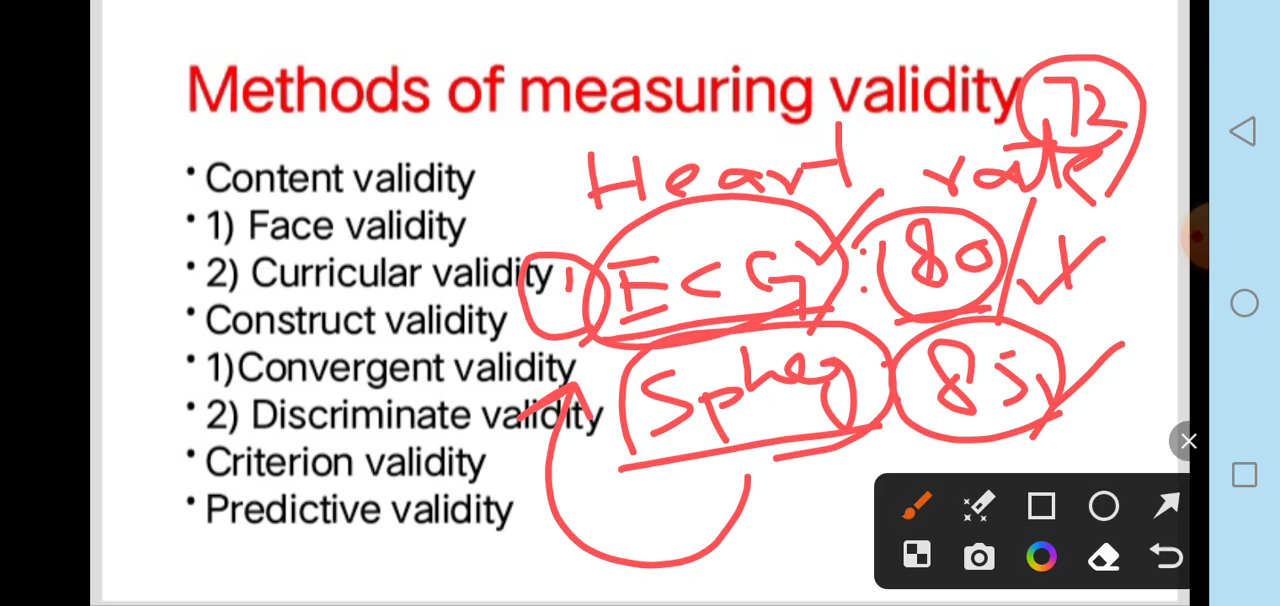 Methods of measuring validity
72
Heart rate
• Content validity
• 1) Face validity
• 2) Curricular validity
1 ECG : 80
• Construct validity
• 1)Convergent validity
85
• 2) Discriminate validity
• Criterion validity
• Predictive validity